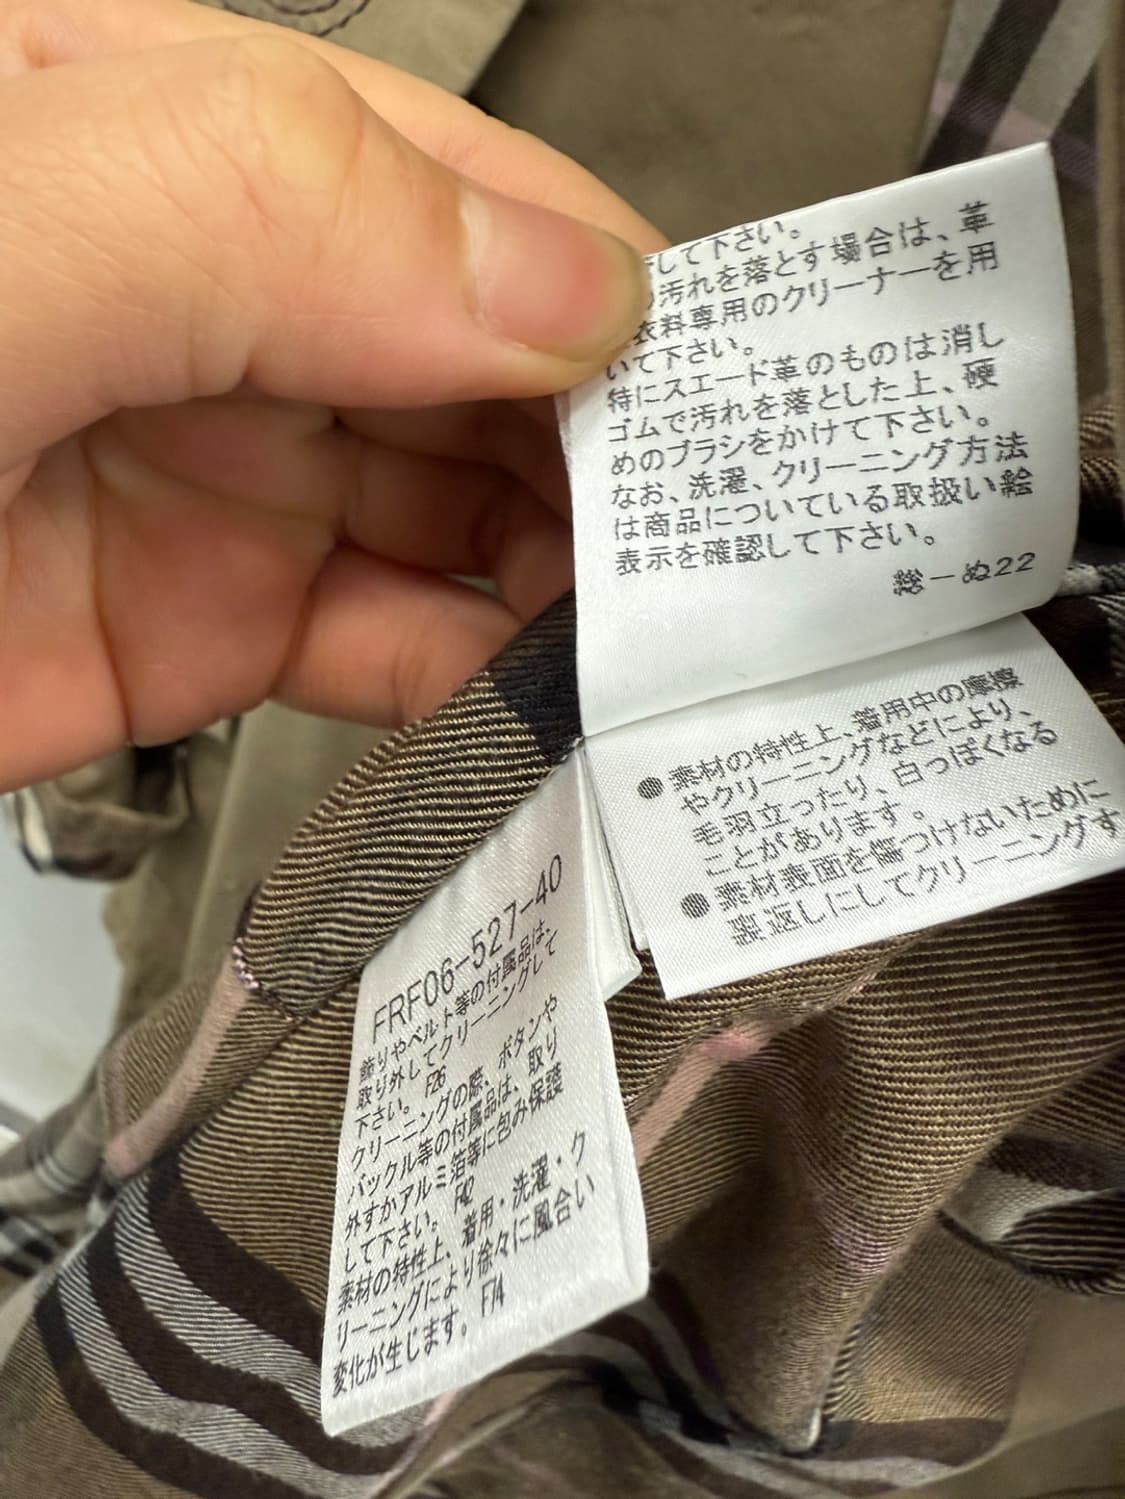 して下さい。
汚れを落とす場合は、革
衣料専用のクリーナーを用
いて下さい。
特にスエード革のものは消し
ゴムで汚れを落とした上、硬
めのブラシをかけて下さい。
なお、洗濯、クリーニング方法
は商品についている取扱い絵
表示を確認して下さい。
総－ぬ22
●素材の特性上、着用中の摩擦
やクリーニングなどにより、
毛羽立ったり、白っぽくなる
ことがあります。
●素材表面を傷つけないために
裏返しにしてクリーニングす
FRF06-527-40
飾りやベルト等の付属品は、
取り外してクリーニングして
下さい。 F26
クリーニングの際、ボタンや
バックル等の付属品は、取り
外すかアルミ箔等に包み保護
して下さい。 F42
素材の特性上、着用・洗濯・ク
リーニングにより徐々に風合い
変化が生じます。 F14